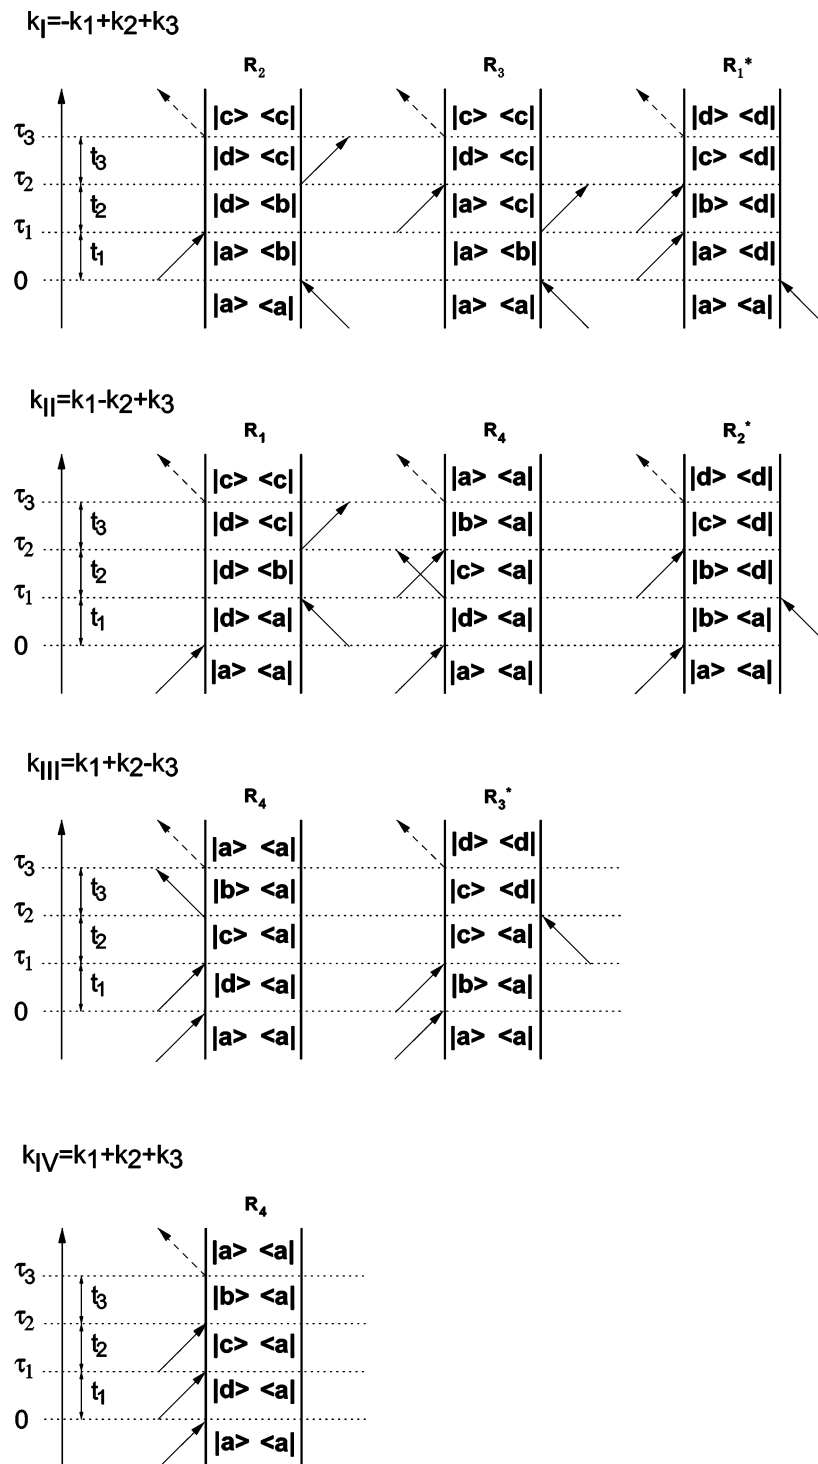 kI=-k1+k2+k3
R2 R3 R1*
|c> <c| |c> <c| |d> <d|
τ3
t3 |d> <c| |d> <c| |c> <d|
τ2
t2 |d> <b| |a> <c| |b> <d|
τ1
t1 |a> <b| |a> <b| |a> <d|
0
|a> <a| |a> <a| |a> <a|
kII=k1-k2+k3
R1 R4 R2*
|c> <c| |a> <a| |d> <d|
τ3
t3 |d> <c| |b> <a| |c> <d|
τ2
t2 |d> <b| |c> <a| |b> <d|
τ1
t1 |d> <a| |d> <a| |b> <a|
0
|a> <a| |a> <a| |a> <a|
kIII=k1+k2-k3
R4 R3*
|a> <a| |d> <d|
τ3
t3 |b> <a| |c> <d|
τ2
t2 |c> <a| |c> <a|
τ1
t1 |d> <a| |b> <a|
0
|a> <a| |a> <a|
kIV=k1+k2+k3
R4
|a> <a|
τ3
t3 |b> <a|
τ2
t2 |c> <a|
τ1
t1 |d> <a|
0
|a> <a|